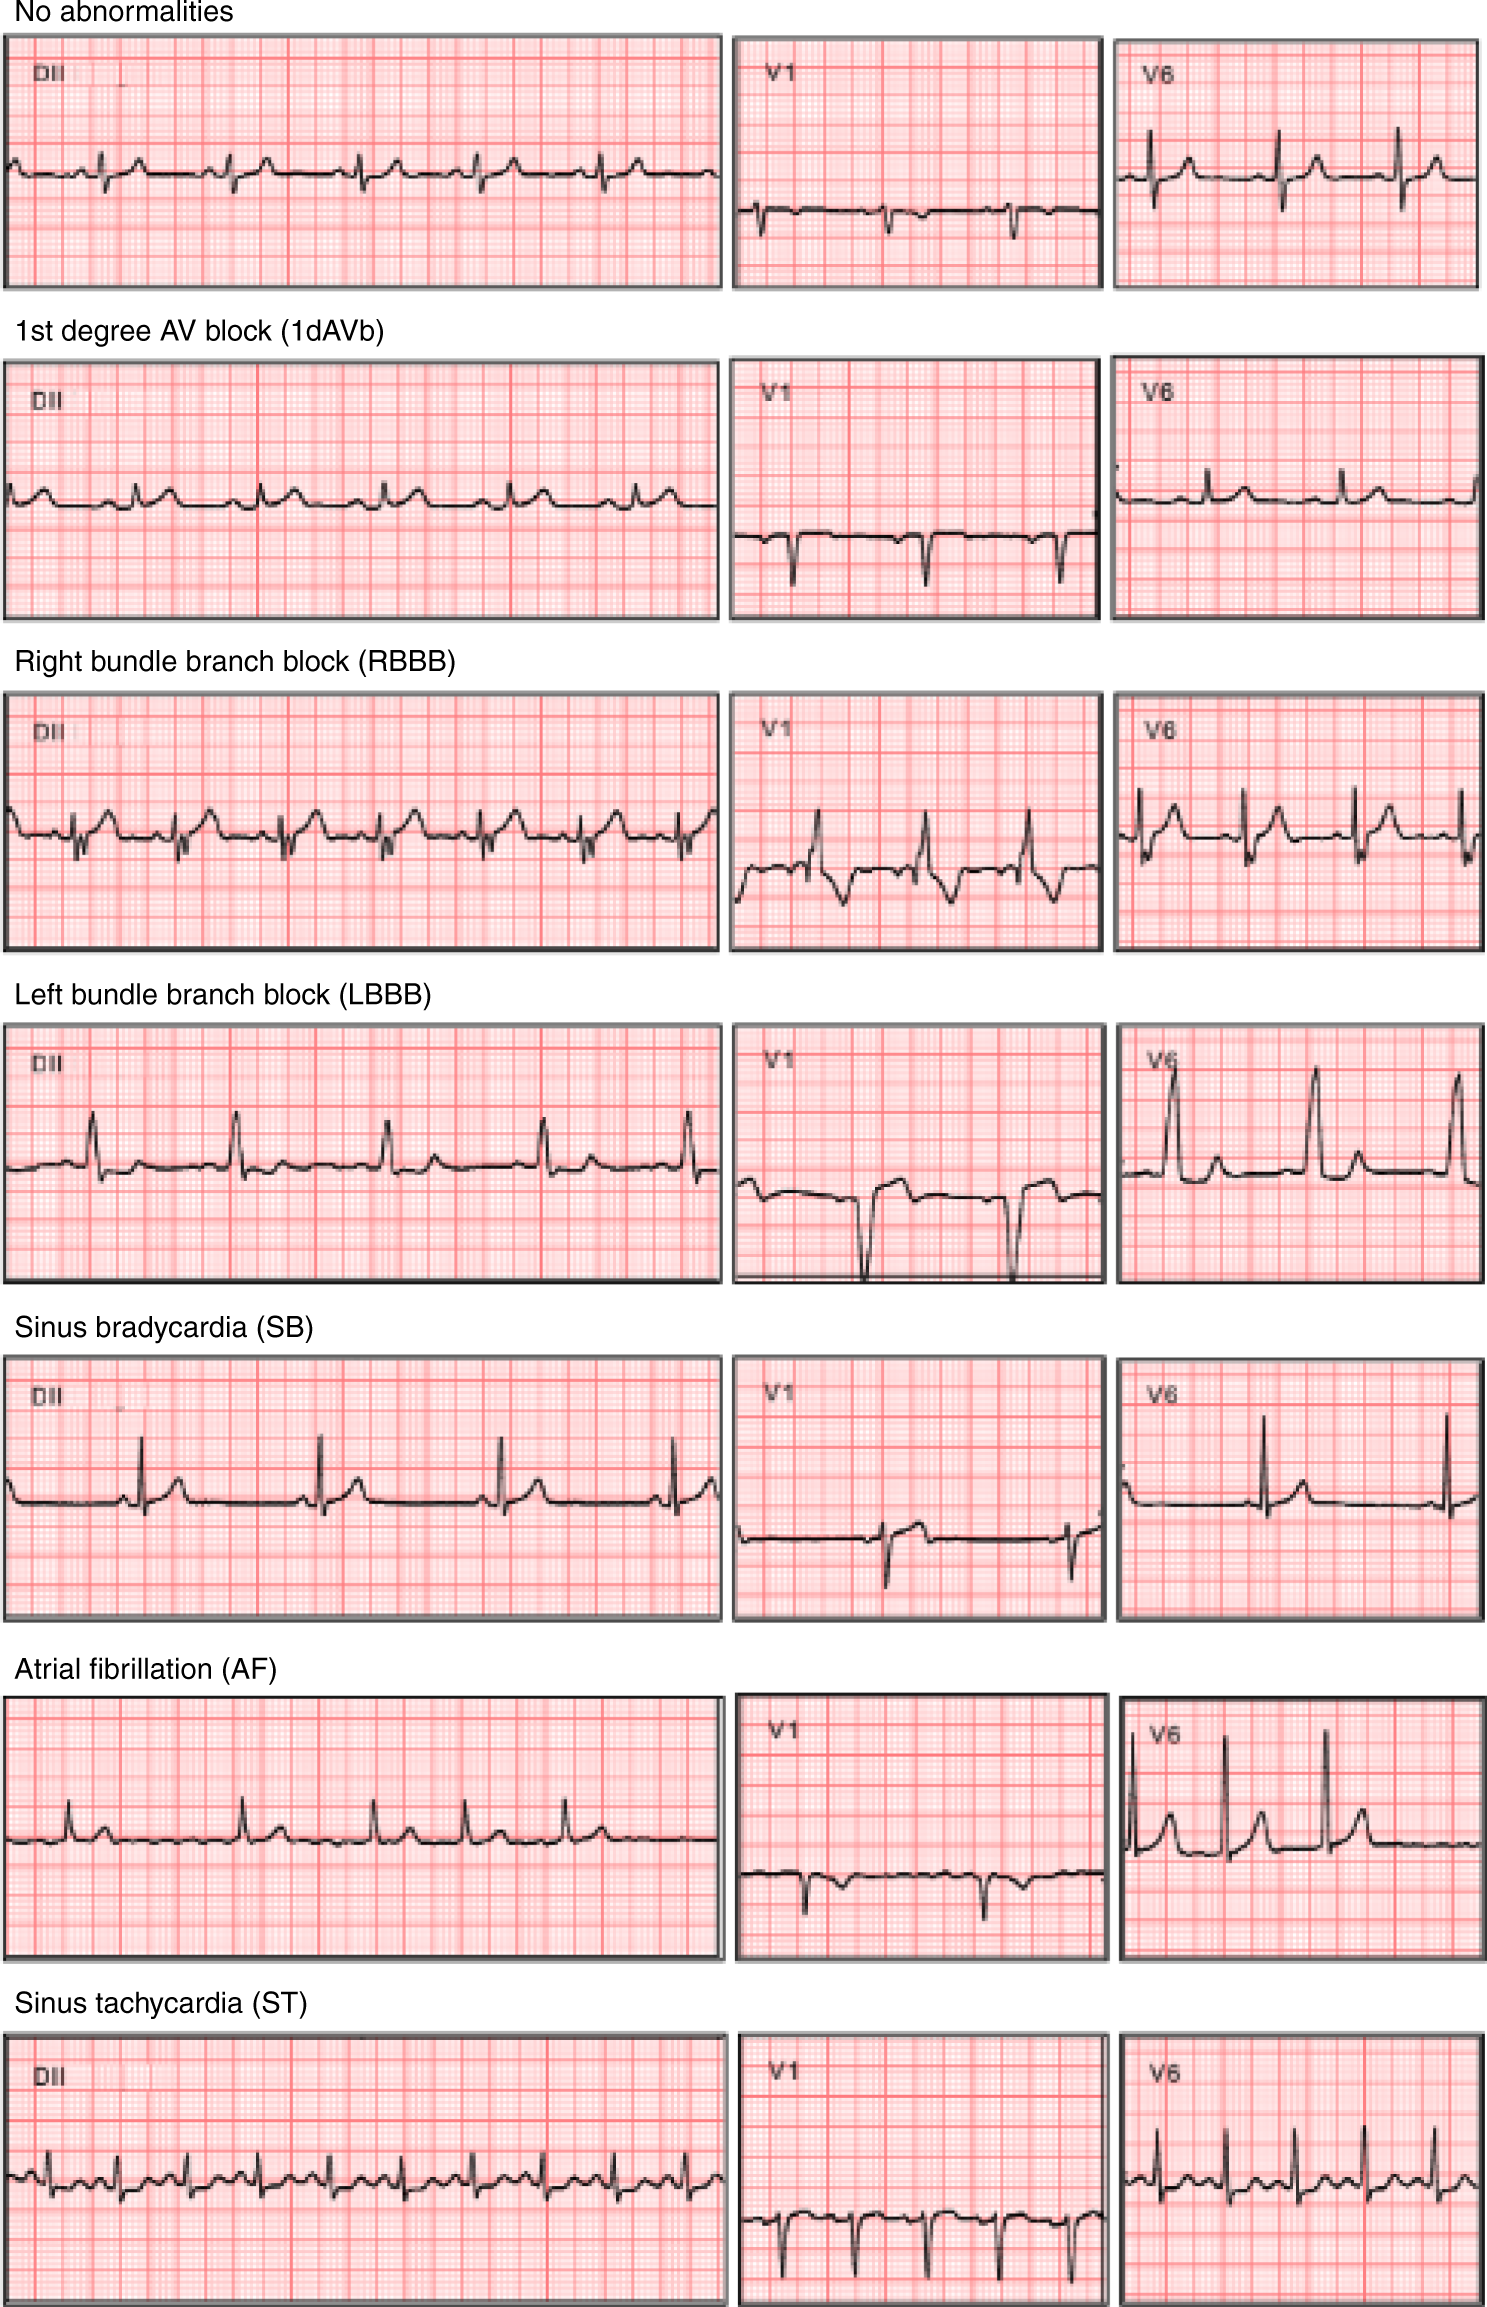 No abnormalities
DII V1 V6
1st degree AV block (1dAVb)
DII V1 V6
Right bundle branch block (RBBB)
DII V1 V6
Left bundle branch block (LBBB)
DII V1 V6
Sinus bradycardia (SB)
DII V1 V6
Atrial fibrillation (AF)
V1 V6
Sinus tachycardia (ST)
DII V1 V6